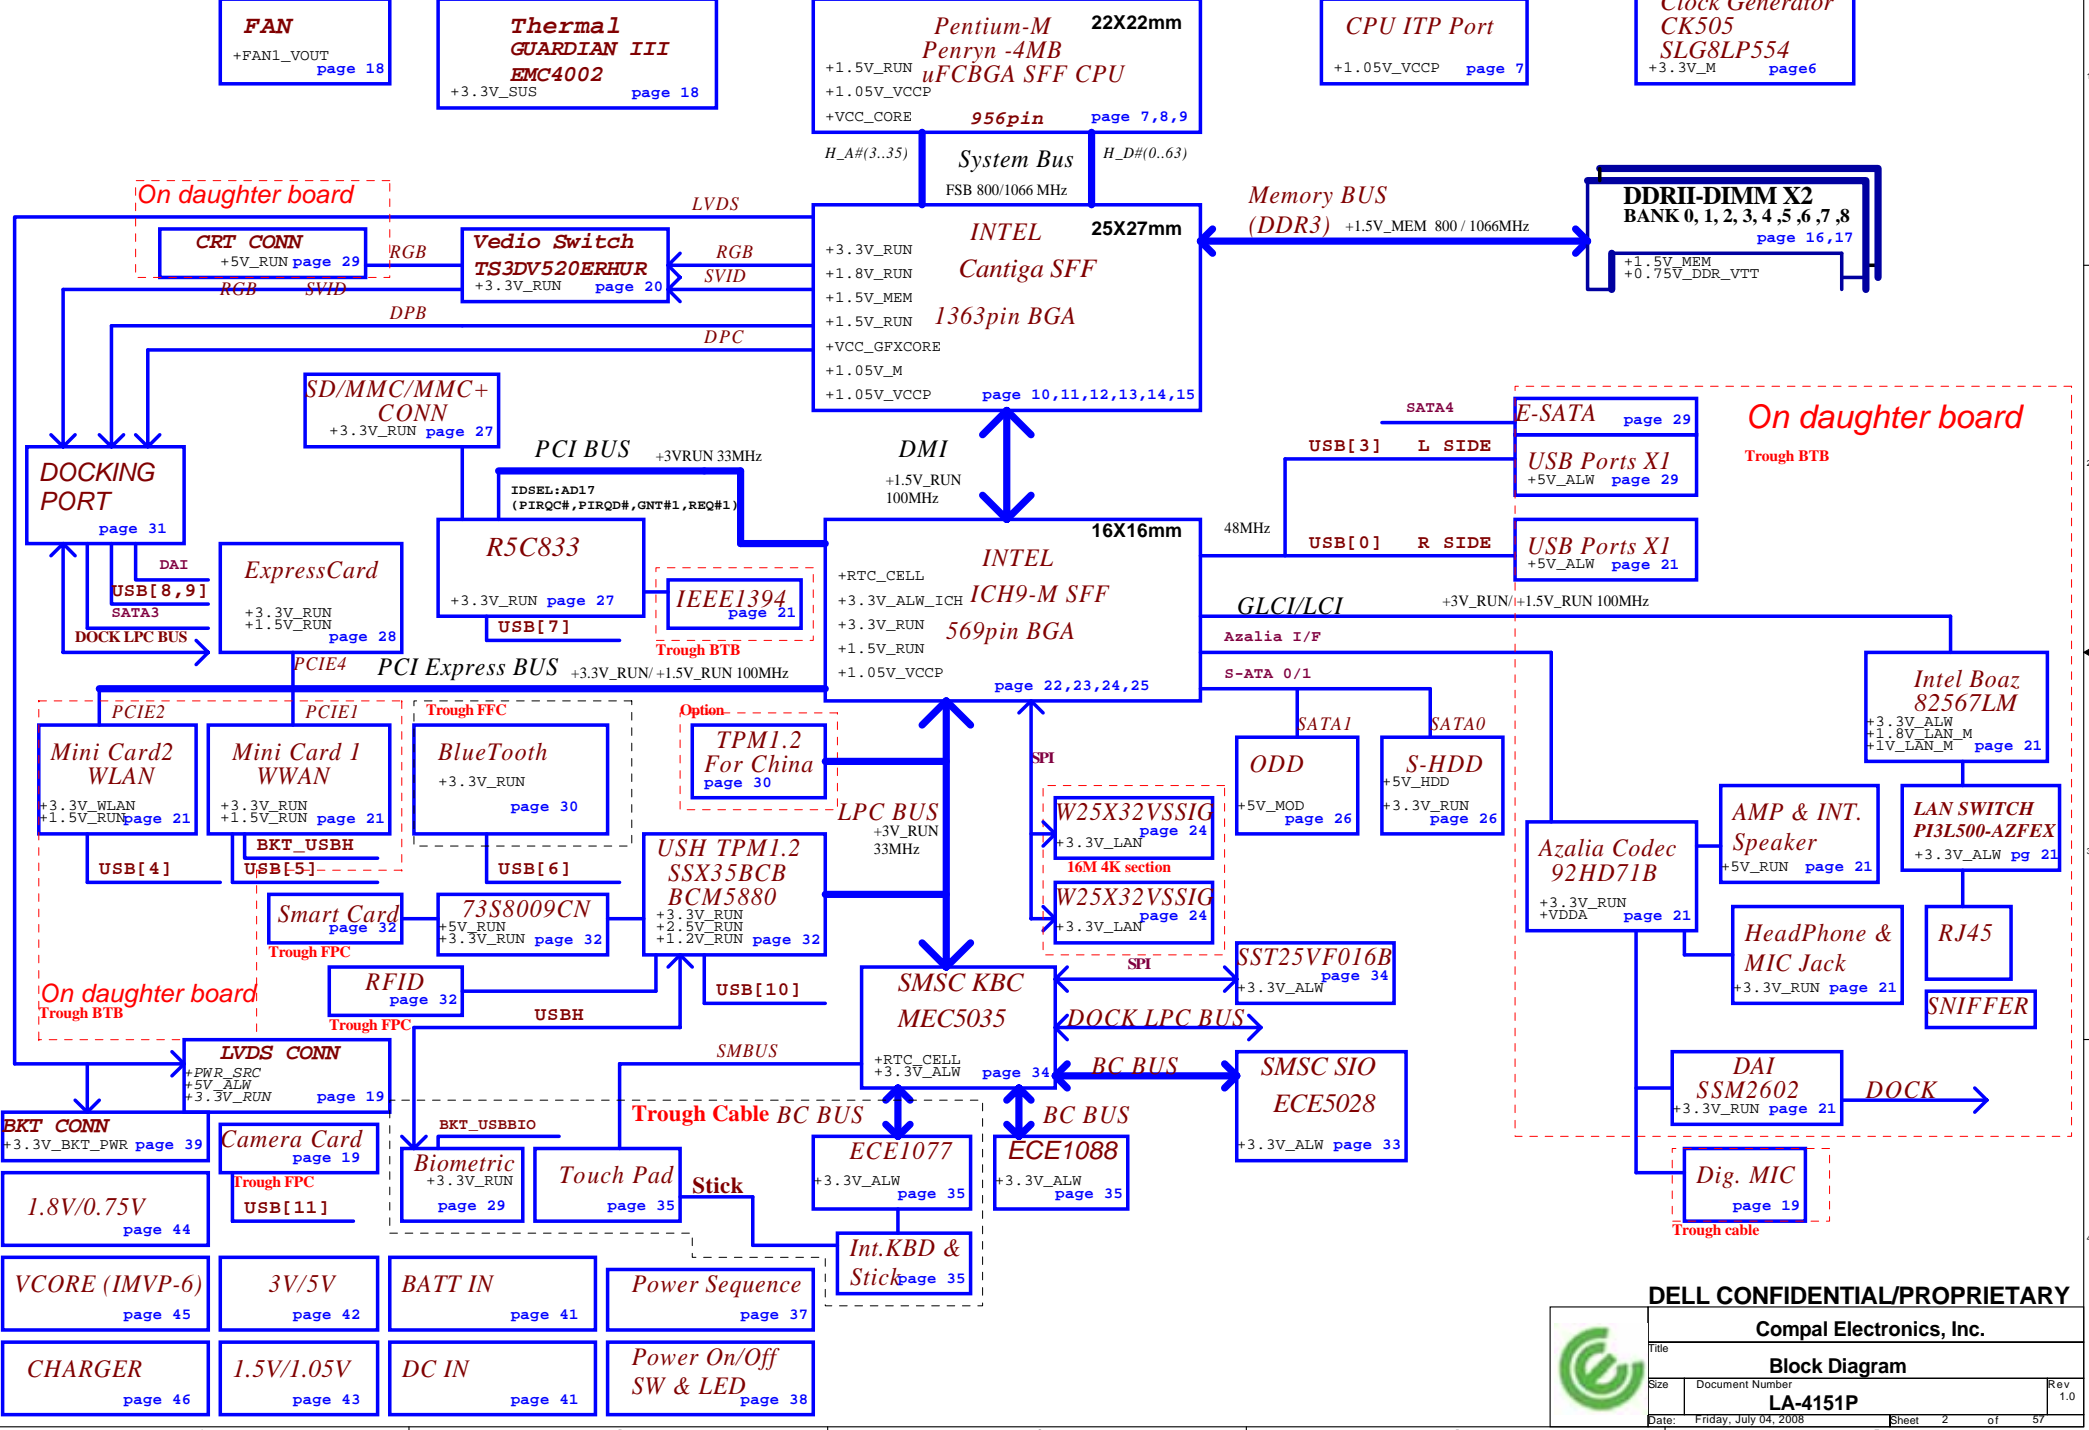 FAN
+FAN1_VOUT
page 18
Thermal
GUARDIAN III
EMC4002
+3.3V_SUS
page 18
Pentium-M
22X22mm
Penryn -4MB
+1.5V_RUN
uFCBGA SFF CPU
+1.05V_VCCP
+VCC_CORE
956pin
page 7,8,9
CPU ITP Port
+1.05V_VCCP
page 7
Clock Generator
CK505
SLG8LP554
+3.3V_M
page6
H_A#(3..35)
System Bus
H_D#(0..63)
FSB 800/1066 MHz
On daughter board
CRT CONN
+5V_RUN page 29
RGB
Vedio Switch
TS3DV520ERHUR
+3.3V_RUN
page 20
LVDS
RGB
SVID
RGB
SVID
DPB
DPC
INTEL
25X27mm
Cantiga SFF
1363pin BGA
+3.3V_RUN
+1.8V_RUN
+1.5V_MEM
+1.5V_RUN
+VCC_GFXCORE
+1.05V_M
+1.05V_VCCP
page 10,11,12,13,14,15
Memory BUS
(DDR3)
+1.5V_MEM 800 / 1066MHz
DDRII-DIMM X2
BANK 0, 1, 2, 3, 4 ,5 ,6 ,7 ,8
page 16,17
+1.5V_MEM
+0.75V_DDR_VTT
SD/MMC/MMC+
CONN
+3.3V_RUN page 27
DOCKING
PORT
page 31
DAI
USB[8,9]
SATA3
DOCK LPC BUS
PCI BUS
+3VRUN 33MHz
IDSEL:AD17
(PIRQC#,PIRQD#,GNT#1,REQ#1)
DMI
+1.5V_RUN
100MHz
R5C833
+3.3V_RUN page 27
USB[7]
IEEE1394
page 21
Trough BTB
ExpressCard
+3.3V_RUN
+1.5V_RUN
page 28
PCIE4
PCI Express BUS
+3.3V_RUN/ +1.5V_RUN 100MHz
16X16mm
INTEL
ICH9-M SFF
569pin BGA
+RTC_CELL
+3.3V_ALW_ICH
+3.3V_RUN
+1.5V_RUN
+1.05V_VCCP
page 22,23,24,25
SATA4
E-SATA
page 29
On daughter board
Trough BTB
USB[3]
L SIDE
USB Ports X1
+5V_ALW page 29
48MHz
USB[0]
R SIDE
USB Ports X1
+5V_ALW page 21
GLCI/LCI
+3V_RUN/ +1.5V_RUN 100MHz
Azalia I/F
S-ATA 0/1
SATA1
SATA0
ODD
+5V_MOD
page 26
S-HDD
+5V_HDD
+3.3V_RUN
page 26
Intel Boaz
82567LM
+3.3V_ALW
+1.8V_LAN_M
+1V_LAN_M
page 21
LAN SWITCH
PI3L500-AZFEX
+3.3V_ALW pg 21
RJ45
SNIFFER
PCIE2
Mini Card2
WLAN
+3.3V_WLAN
+1.5V_RUN
page 21
USB[4]
PCIE1
Mini Card 1
WWAN
+3.3V_RUN
+1.5V_RUN
page 21
BKT_USBH
USB[5]
Trough FFC
BlueTooth
+3.3V_RUN
page 30
USB[6]
Option
TPM1.2
For China
page 30
LPC BUS
+3V_RUN
33MHz
SPI
W25X32VSSIG
page 24
+3.3V_LAN
16M 4K section
W25X32VSSIG
page 24
+3.3V_LAN
USH TPM1.2
SSX35BCB
BCM5880
+3.3V_RUN
+2.5V_RUN
+1.2V_RUN
page 32
Smart Card
page 32
Trough FPC
73S8009CN
+5V_RUN
+3.3V_RUN page 32
RFID
page 32
Trough FPC
USB[10]
USBH
On daughter board
Trough BTB
Azalia Codec
92HD71B
+3.3V_RUN
+VDDA
page 21
AMP & INT.
Speaker
+5V_RUN
page 21
HeadPhone &
MIC Jack
+3.3V_RUN page 21
SMSC KBC
MEC5035
+RTC_CELL
+3.3V_ALW
page 34
SPI
SST25VF016B
page 34
+3.3V_ALW
DOCK LPC BUS
BC BUS
SMSC SIO
ECE5028
+3.3V_ALW page 33
DAI
SSM2602
+3.3V_RUN page 21
DOCK
Dig. MIC
page 19
Trough cable
LVDS CONN
+PWR_SRC
+5V_ALW
+3.3V_RUN
page 19
SMBUS
BKT CONN
+3.3V_BKT_PWR page 39
Camera Card
page 19
Trough FPC
USB[11]
BKT_USBBIO
Trough Cable
BC BUS
BC BUS
Biometric
+3.3V_RUN
page 29
Touch Pad
page 35
Stick
ECE1077
+3.3V_ALW
page 35
ECE1088
+3.3V_ALW
page 35
Int.KBD &
Stick
page 35
1.8V/0.75V
page 44
VCORE (IMVP-6)
page 45
3V/5V
page 42
BATT IN
page 41
Power Sequence
page 37
CHARGER
page 46
1.5V/1.05V
page 43
DC IN
page 41
Power On/Off
SW & LED
page 38
DELL CONFIDENTIAL/PROPRIETARY
Compal Electronics, Inc.
Title
Block Diagram
Size
Document Number
Rev
LA-4151P
1.0
Date:
Friday, July 04, 2008
Sheet
2
of
57